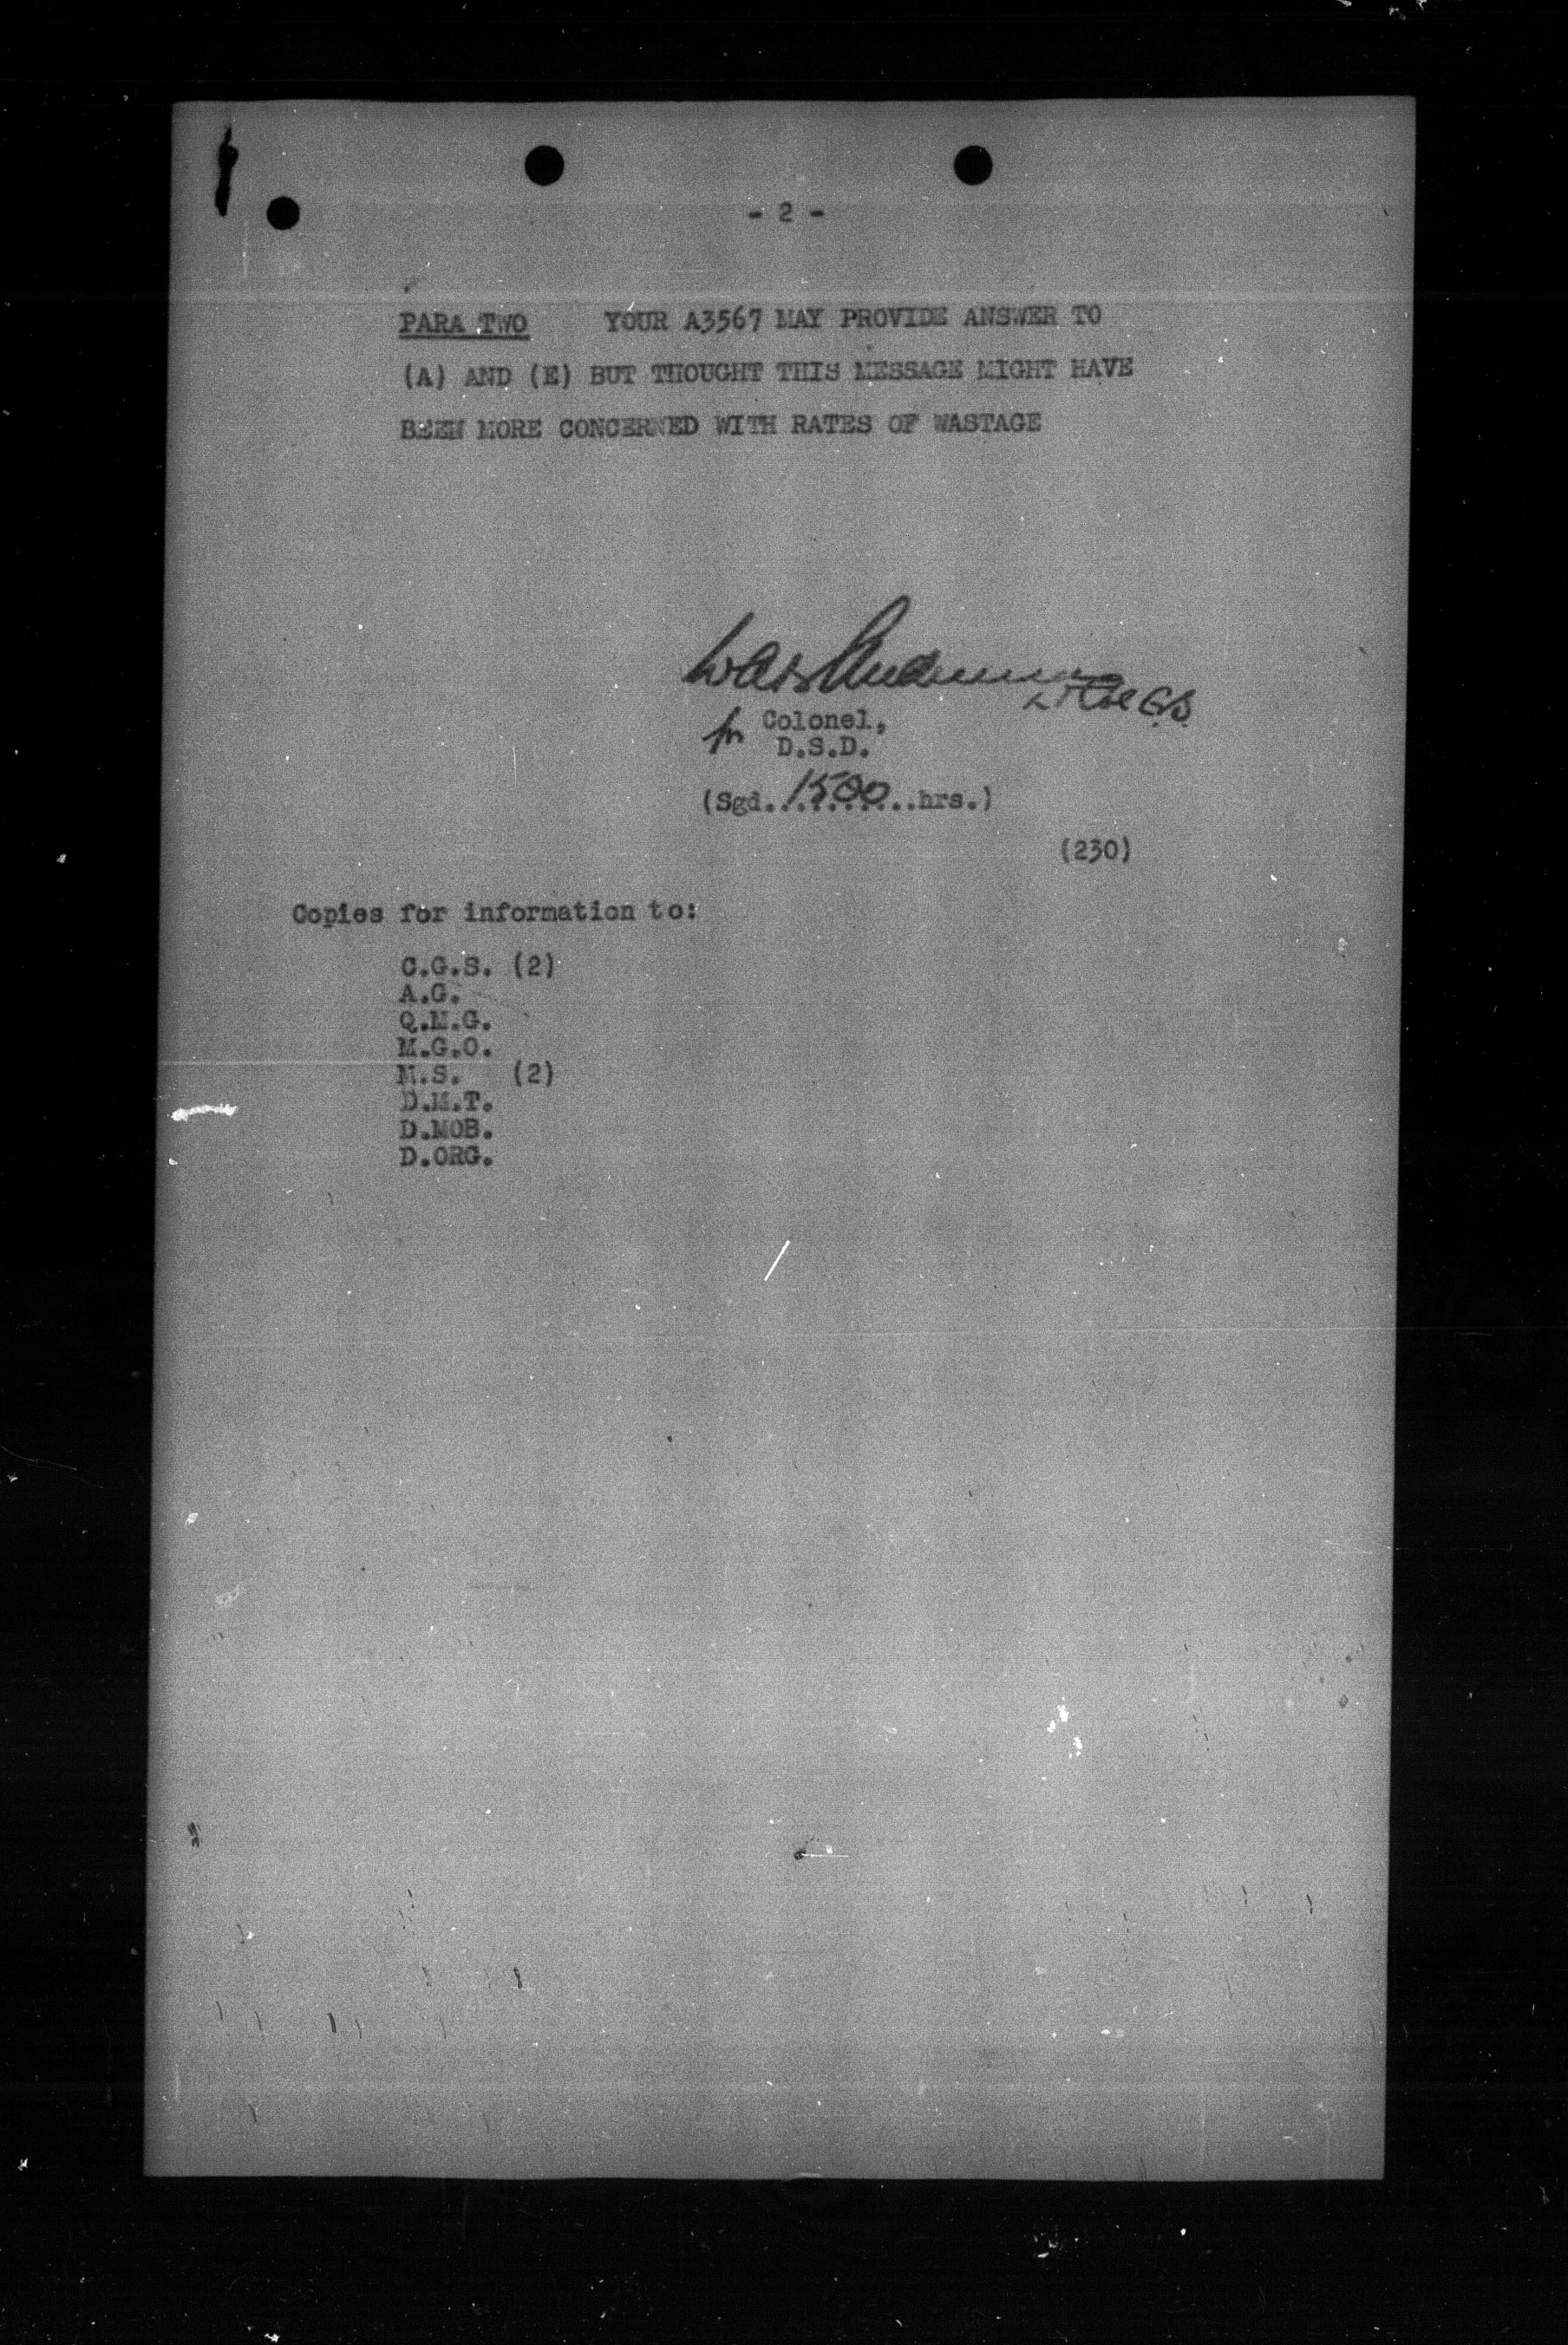 - 2 -
PARA TWO YOUR A3567 MAY PROVIDE ANSWER TO
(A) AND (E) BUT THOUGHT THIS MESSAGE MIGHT HAVE
BEEN MORE CONCERNED WITH RATES OF WASTAGE
Lt Col GS
for Colonel,
D.S.D.
(Sgd..1500..hrs.)
(230)
Copies for information to:
C.G.S. (2)
A.G.
Q.M.G.
M.G.O.
M.S. (2)
D.M.T.
D.MOB.
D.ORG.